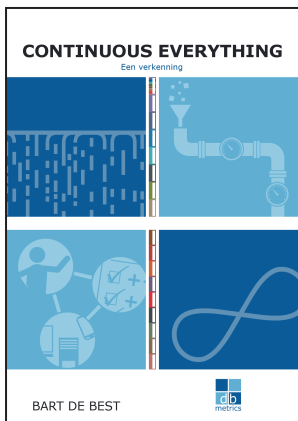 CONTINUOUS EVERYTHING
Een verkenning
BART DE BEST
db
metrics